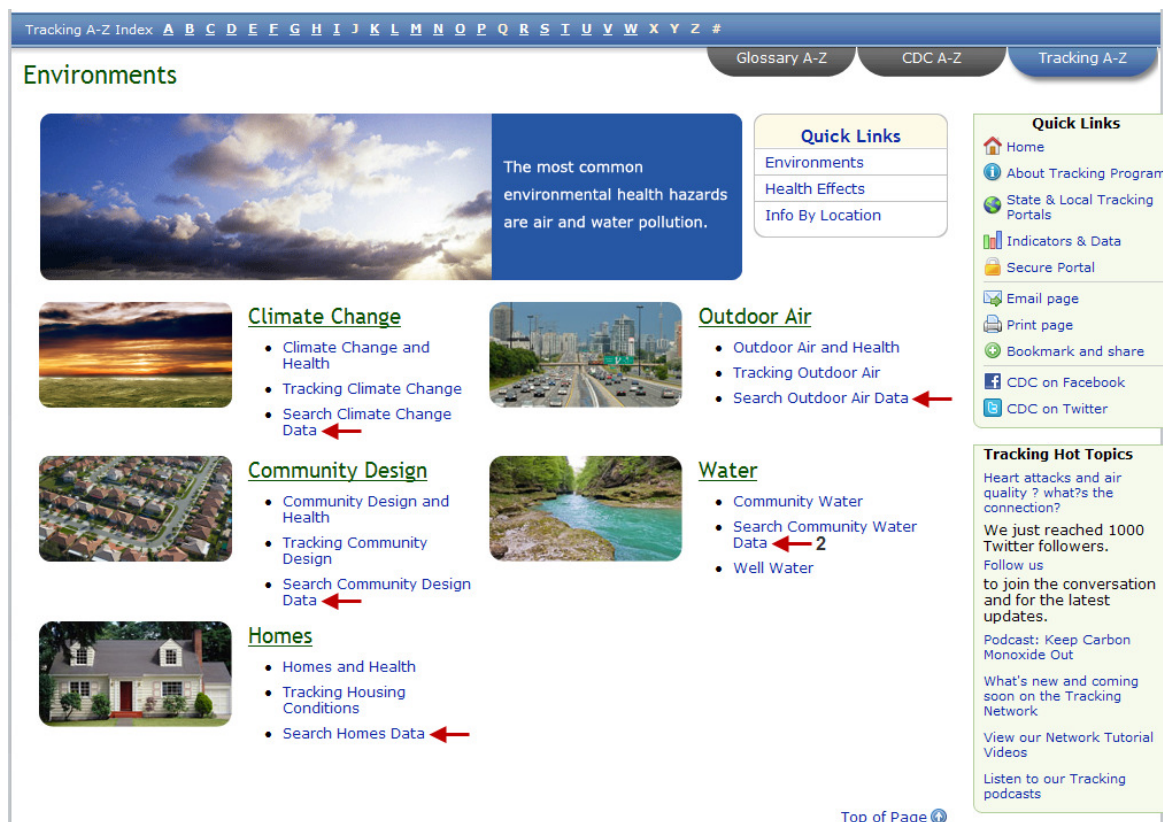 Tracking A-Z Index A B C D E F G H I J K L M N O P Q R S T U V W X Y Z #
Glossary A-Z
CDC A-Z
Tracking A-Z
Environments
The most common
environmental health hazards
are air and water pollution.
Quick Links
Environments
Health Effects
Info By Location
Climate Change
Climate Change and
Health
Tracking Climate Change
Search Climate Change
Data
Outdoor Air
Outdoor Air and Health
Tracking Outdoor Air
Search Outdoor Air Data
Community Design
Community Design and
Health
Tracking Community
Design
Search Community Design
Data
Water
Community Water
Search Community Water
Data 2
Well Water
Homes
Homes and Health
Tracking Housing
Conditions
Search Homes Data
Top of Page
Quick Links
Home
About Tracking Program
State & Local Tracking
Portals
Indicators & Data
Secure Portal
Email page
Print page
Bookmark and share
CDC on Facebook
CDC on Twitter
Tracking Hot Topics
Heart attacks and air
quality ? what?s the
connection?
We just reached 1000
Twitter followers.
Follow us
to join the conversation
and for the latest
updates.
Podcast: Keep Carbon
Monoxide Out
What's new and coming
soon on the Tracking
Network
View our Network Tutorial
Videos
Listen to our Tracking
podcasts